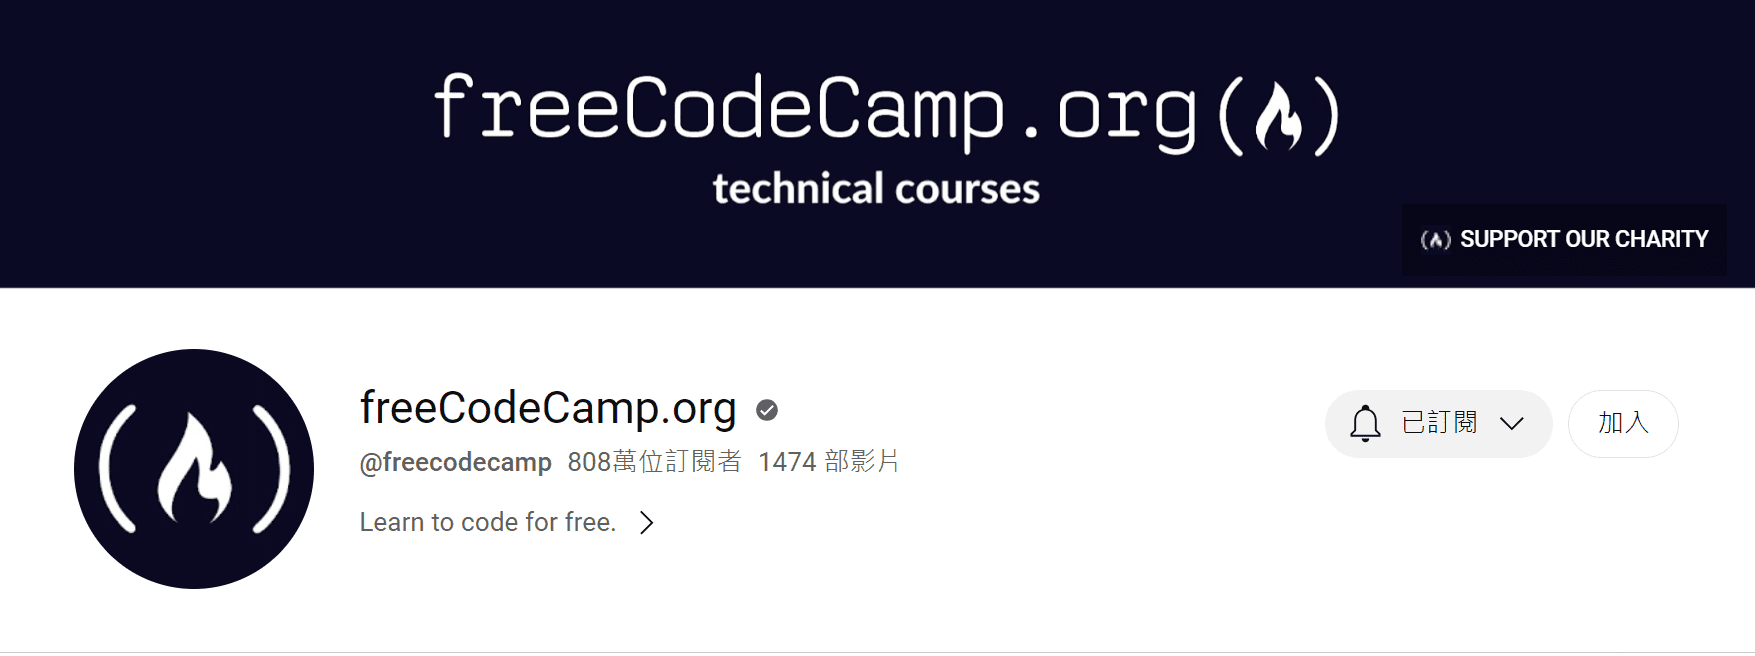 freeCodeCamp.org
technical courses
SUPPORT OUR CHARITY
freeCodeCamp.org
@freecodecamp 808萬位訂閱者 1474 部影片
Learn to code for free.
已訂閱
加入